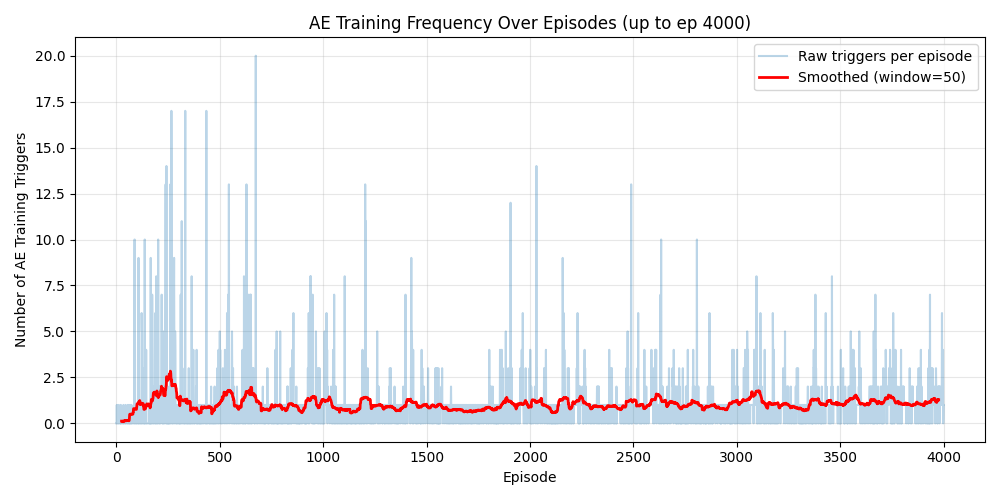 AE Training Frequency Over Episodes (up to ep 4000)
Raw triggers per episode
Smoothed (window=50)
Number of AE Training Triggers
20.0
17.5
15.0
12.5
10.0
7.5
5.0
2.5
0.0
0 500 1000 1500 2000 2500 3000 3500 4000
Episode